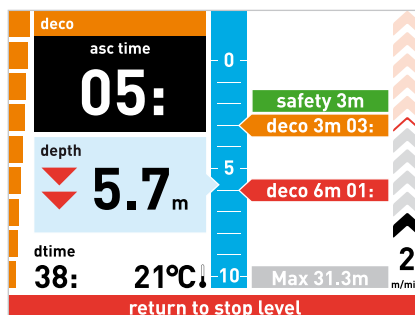 deco
asc time
05:
depth
5.7 m
dtime
38: 21°C
0
5
10
safety 3m
deco 3m 03:
deco 6m 01:
Max 31.3m
2
m/mi
return to stop level